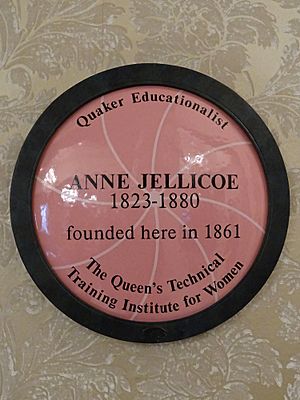 Quaker Educationalist
ANNE JELLICOE
1823-1880
founded here in 1861
The Queen's Technical
Training Institute for Women